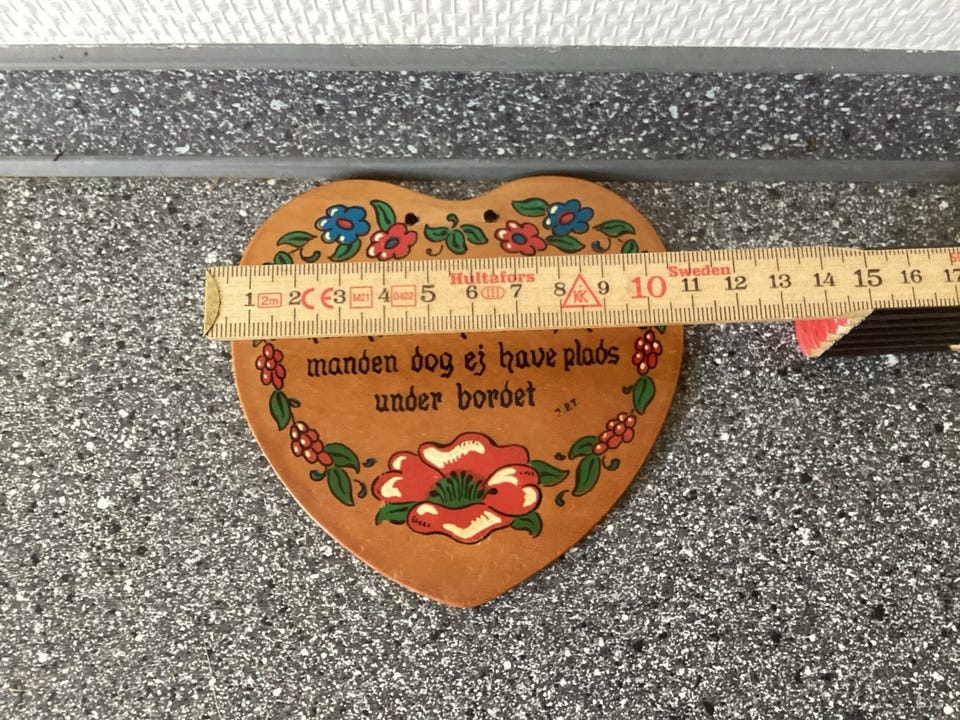 Hultafors
Sweden
1 2m 2 CE 3 M21 4 0402 5 6 III 7 8 KK 9 10 11 12 13 14 15 16 17
manden dog ej have plads
under bordet